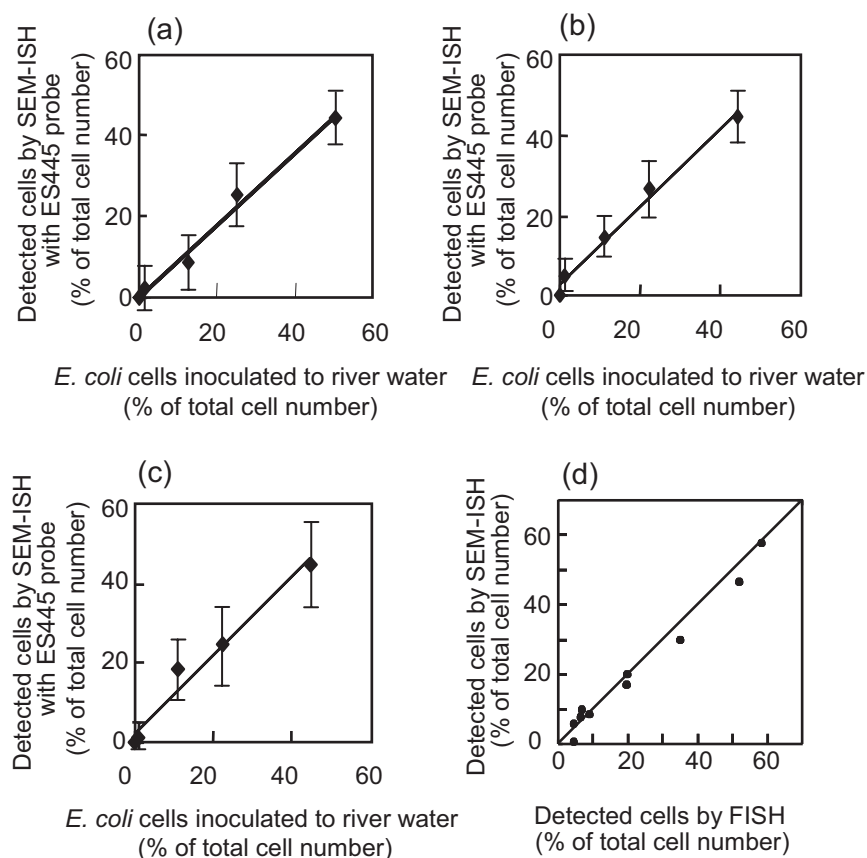 (a)
Detected cells by SEM-ISH
with ES445 probe
(% of total cell number)
60
40
20
0
0 20 40 60
E. coli cells inoculated to river water
(% of total cell number)
(b)
Detected cells by SEM-ISH
with ES445 probe
(% of total cell number)
60
40
20
0
0 20 40 60
E. coli cells inoculated to river water
(% of total cell number)
(c)
Detected cells by SEM-ISH
with ES445 probe
(% of total cell number)
60
40
20
0
0 20 40 60
E. coli cells inoculated to river water
(% of total cell number)
(d)
Detected cells by SEM-ISH
(% of total cell number)
60
40
20
0
0 20 40 60
Detected cells by FISH
(% of total cell number)